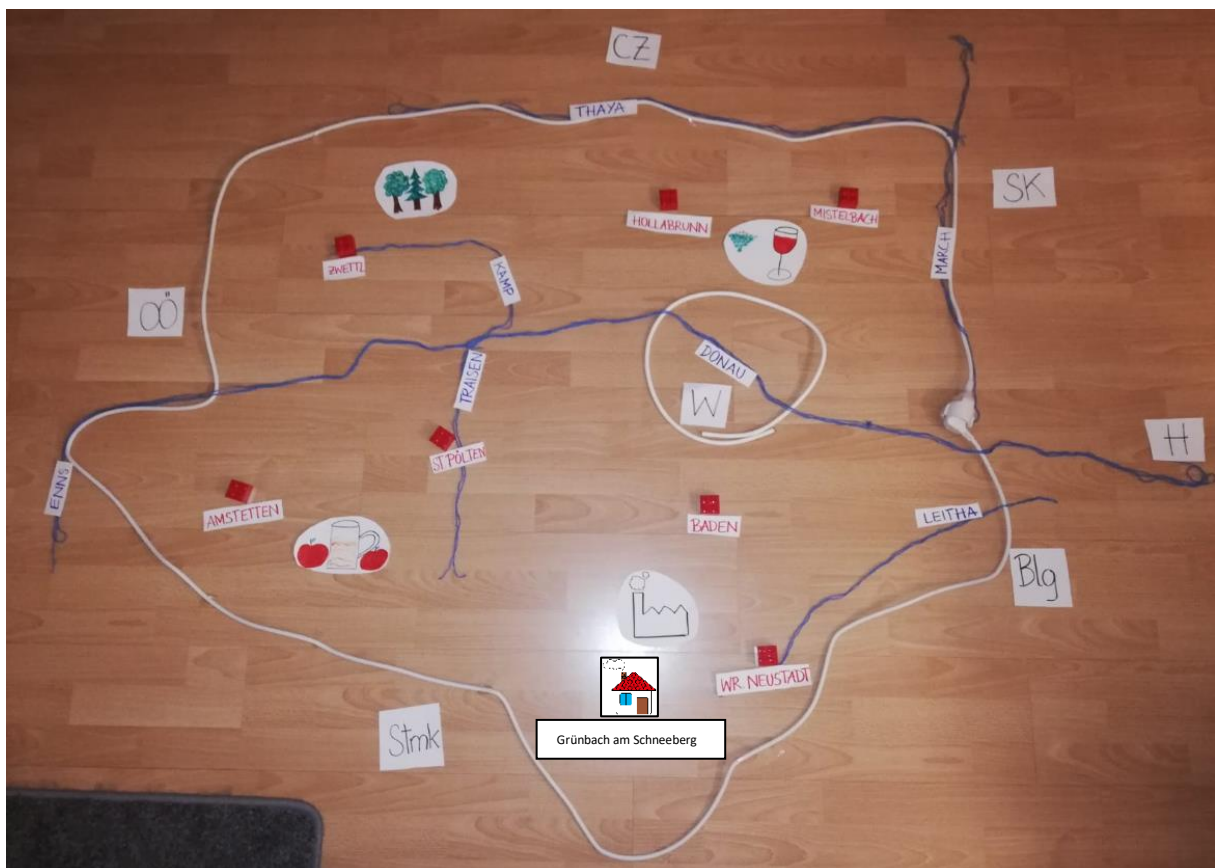 CZ
THAYA
SK
HOLLABRUNN
MISTELBACH
ZWETTL
KAMP
MARCH
OÖ
DONAU
TRAISEN
W
H
ST PÖLTEN
ENNS
AMSTETTEN
BADEN
LEITHA
Blg
WR. NEUSTADT
Stmk
Grünbach am Schneeberg